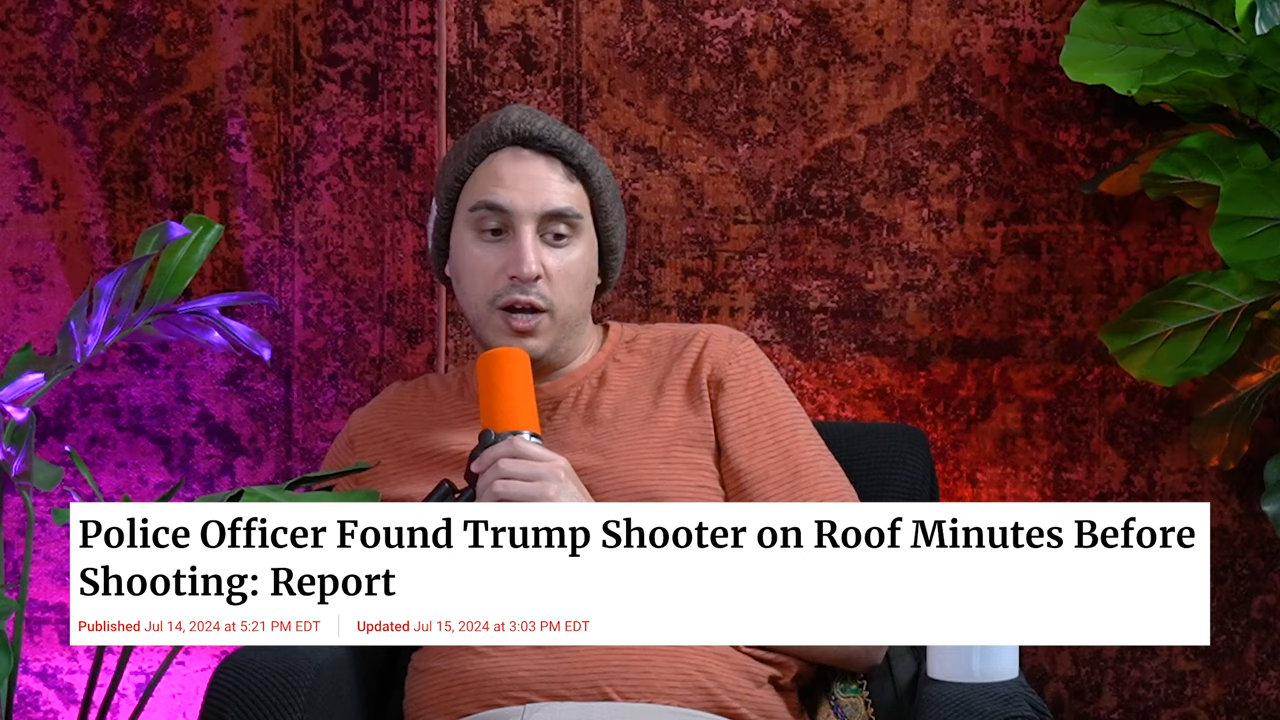 Police Officer Found Trump Shooter on Roof Minutes Before
Shooting: Report
Published Jul 14, 2024 at 5:21 PM EDT | Updated Jul 15, 2024 at 3:03 PM EDT